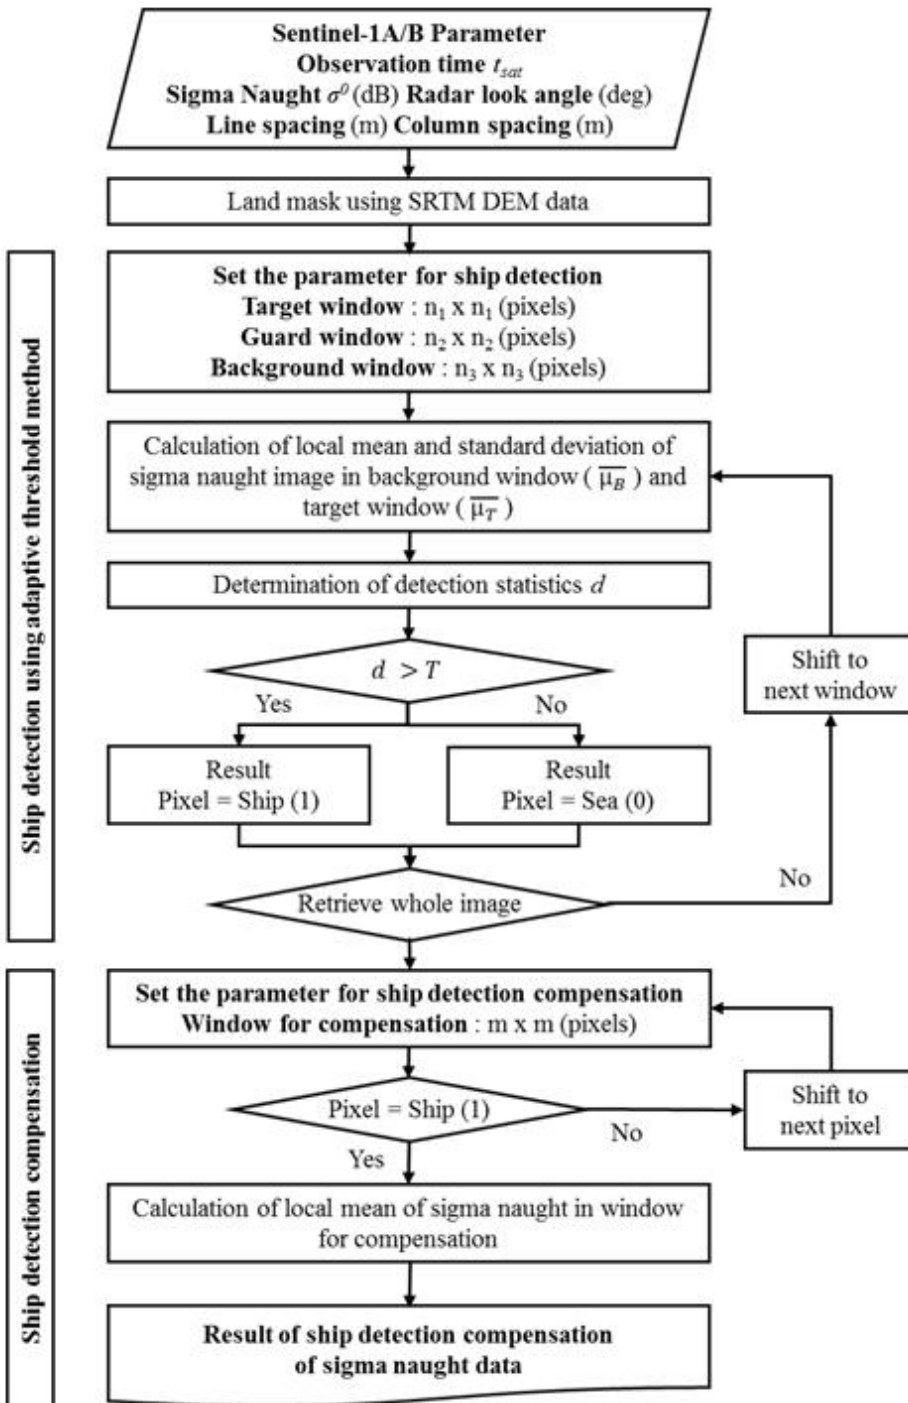 Sentinel-1A/B Parameter
Observation time t_sat
Sigma Naught σ⁰ (dB) Radar look angle (deg)
Line spacing (m) Column spacing (m)
Land mask using SRTM DEM data
Ship detection using adaptive threshold method
Set the parameter for ship detection
Target window : n₁ x n₁ (pixels)
Guard window : n₂ x n₂ (pixels)
Background window : n₃ x n₃ (pixels)
Calculation of local mean and standard deviation of
sigma naught image in background window ( μ̅_B ) and
target window ( μ̅_T )
Determination of detection statistics d
d > T
Yes
No
Shift to
next window
Result
Pixel = Ship (1)
Result
Pixel = Sea (0)
No
Retrieve whole image
Ship detection compensation
Set the parameter for ship detection compensation
Window for compensation : m x m (pixels)
Pixel = Ship (1)
No
Shift to
next pixel
Yes
Calculation of local mean of sigma naught in window
for compensation
Result of ship detection compensation
of sigma naught data